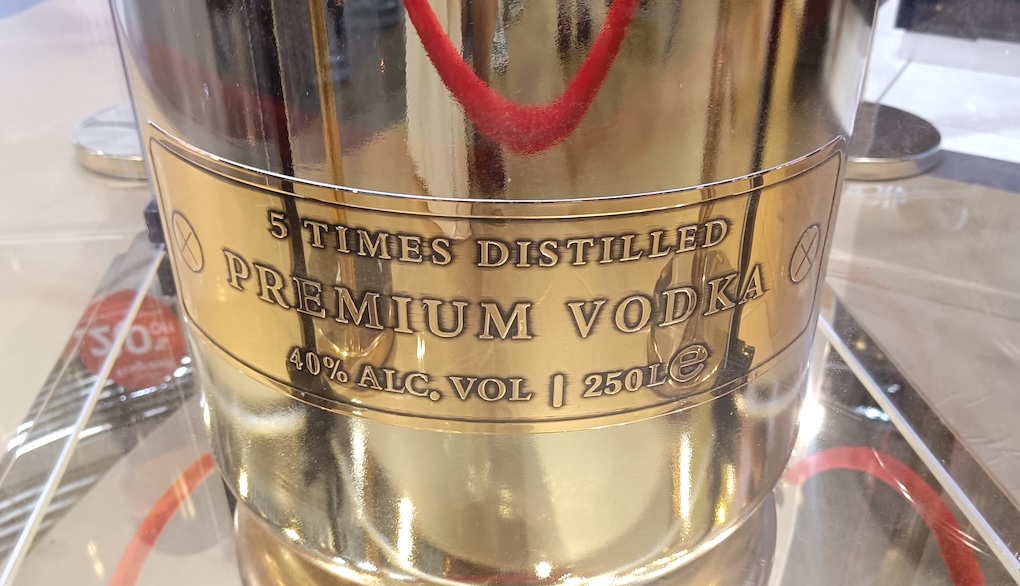 5 TIMES DISTILLED
PREMIUM VODKA
40% ALC. VOL | 250L ℮